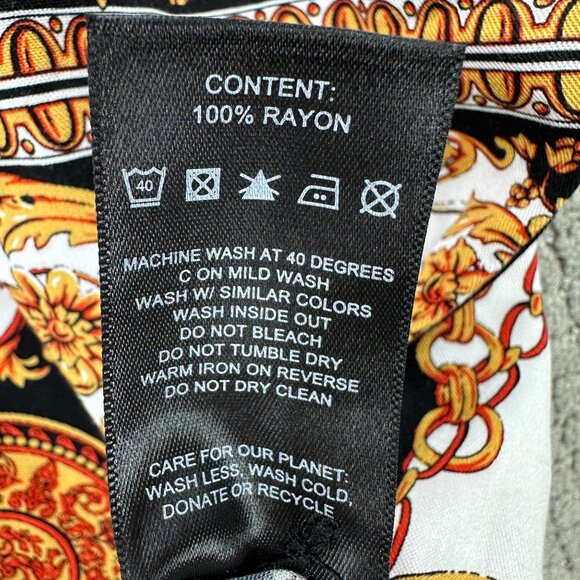 CONTENT:
100% RAYON
40
MACHINE WASH AT 40 DEGREES
C ON MILD WASH
WASH W/ SIMILAR COLORS
WASH INSIDE OUT
DO NOT BLEACH
DO NOT TUMBLE DRY
WARM IRON ON REVERSE
DO NOT DRY CLEAN
CARE FOR OUR PLANET:
WASH LESS, WASH COLD,
DONATE OR RECYCLE